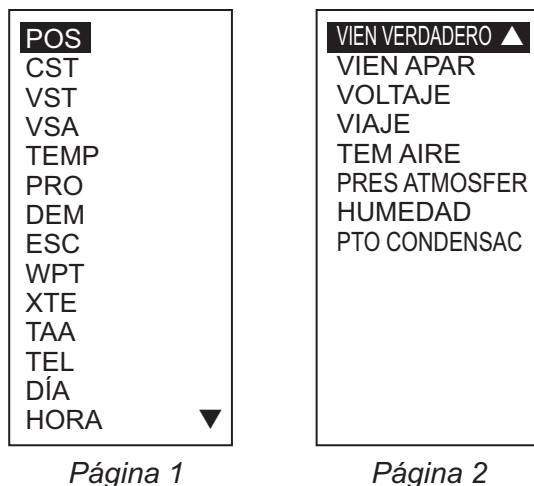 POS
CST
VST
VSA
TEMP
PRO
DEM
ESC
WPT
XTE
TAA
TEL
DÍA
HORA ▼
Página 1
VIEN VERDADERO ▲
VIEN APAR
VOLTAJE
VIAJE
TEM AIRE
PRES ATMOSFER
HUMEDAD
PTO CONDENSAC
Página 2